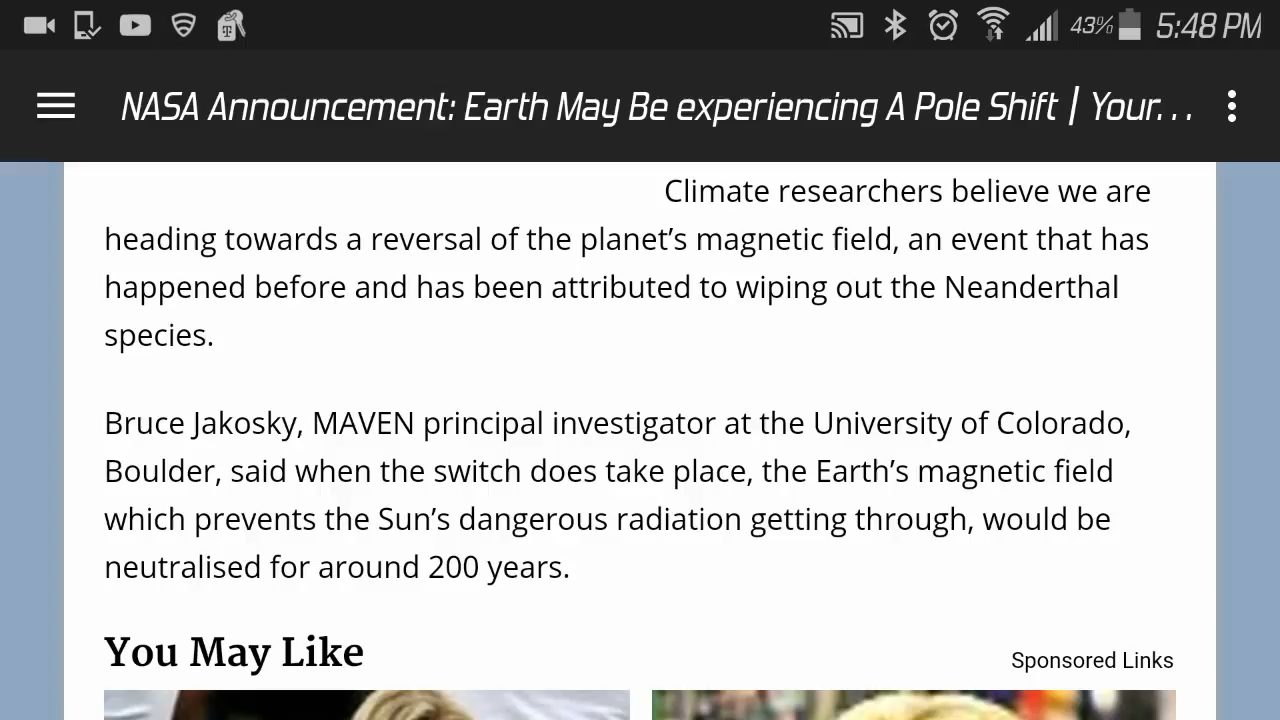 43% 5:48 PM
NASA Announcement: Earth May Be experiencing A Pole Shift | Your...
Climate researchers believe we are
heading towards a reversal of the planet’s magnetic field, an event that has
happened before and has been attributed to wiping out the Neanderthal
species.
Bruce Jakosky, MAVEN principal investigator at the University of Colorado,
Boulder, said when the switch does take place, the Earth’s magnetic field
which prevents the Sun’s dangerous radiation getting through, would be
neutralised for around 200 years.
You May Like
Sponsored Links